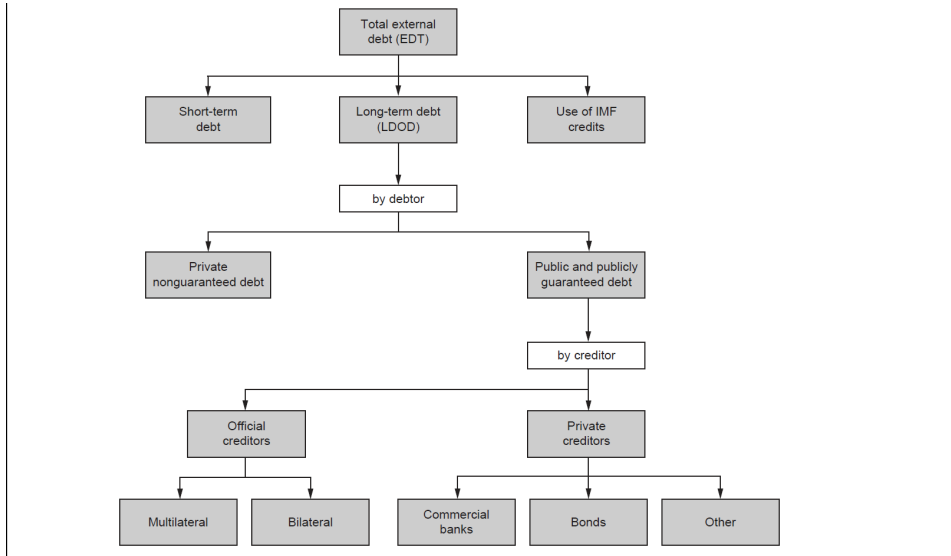 Total external
debt (EDT)
Short-term
debt
Long-term debt
(LDOD)
Use of IMF
credits
by debtor
Private
nonguaranteed debt
Public and publicly
guaranteed debt
by creditor
Official
creditors
Private
creditors
Multilateral
Bilateral
Commercial
banks
Bonds
Other